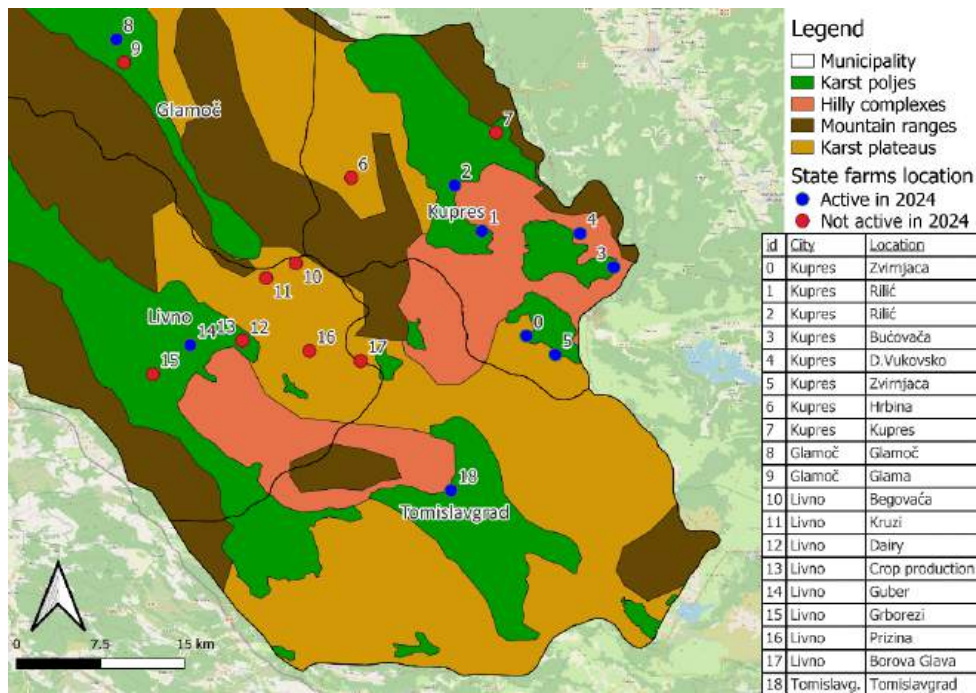 8
9
Glamoč
7
6
2
Kupres
1
4
3
10
11
Livno
14
13
12
0
5
15
16
17
18
Tomislavgrad
0 7.5 15 km
Legend
Municipality
Karst poljes
Hilly complexes
Mountain ranges
Karst plateaus
State farms location
Active in 2024
Not active in 2024
id City Location
0 Kupres Zvirnjaca
1 Kupres Rilić
2 Kupres Rilić
3 Kupres Bućovača
4 Kupres D.Vukovsko
5 Kupres Zvirnjaca
6 Kupres Hrbina
7 Kupres Kupres
8 Glamoč Glamoč
9 Glamoč Glama
10 Livno Begovaća
11 Livno Kruzi
12 Livno Dairy
13 Livno Crop production
14 Livno Guber
15 Livno Grborezi
16 Livno Prizina
17 Livno Borova Glava
18 Tomislavg. Tomislavgrad